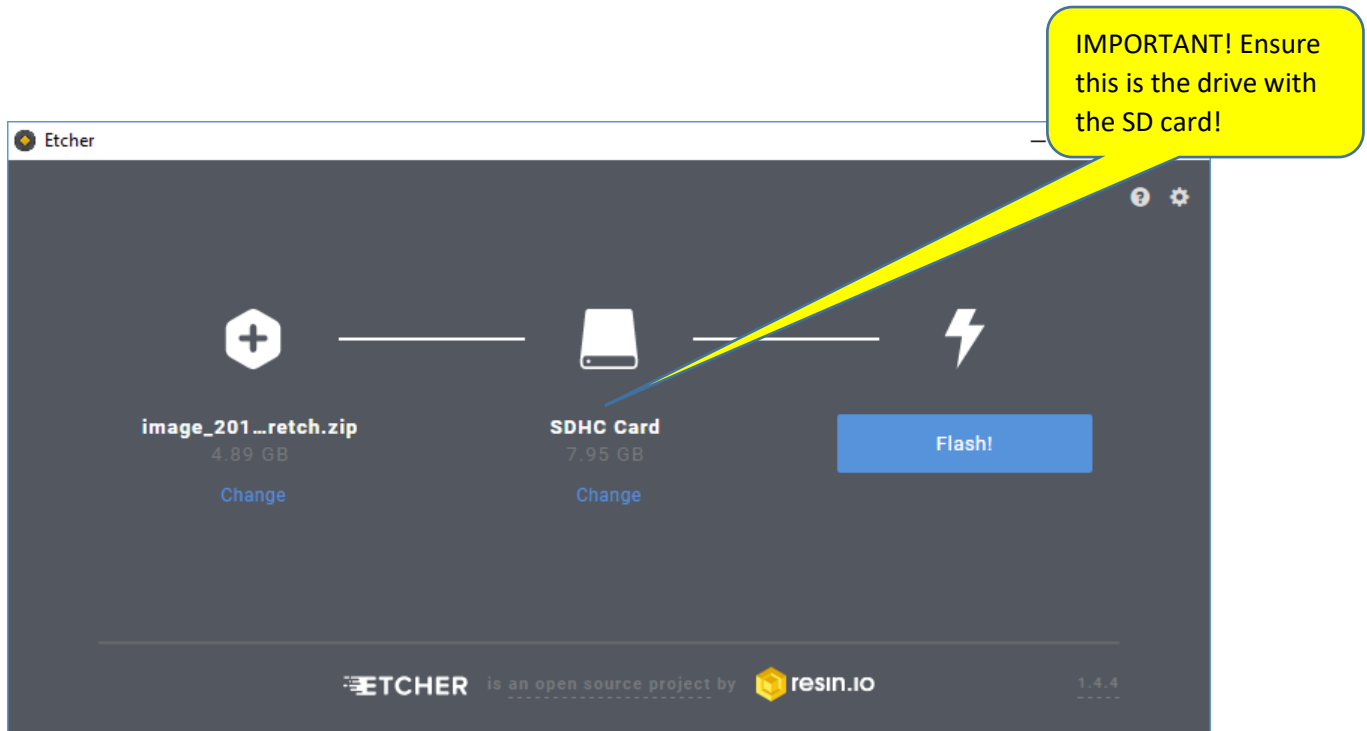 IMPORTANT! Ensure
this is the drive with
the SD card!
Etcher
image_201...retch.zip
SDHC Card
Flash!
4.89 GB
7.95 GB
Change
Change
ETCHER is an open source project by resin.io 1.4.4